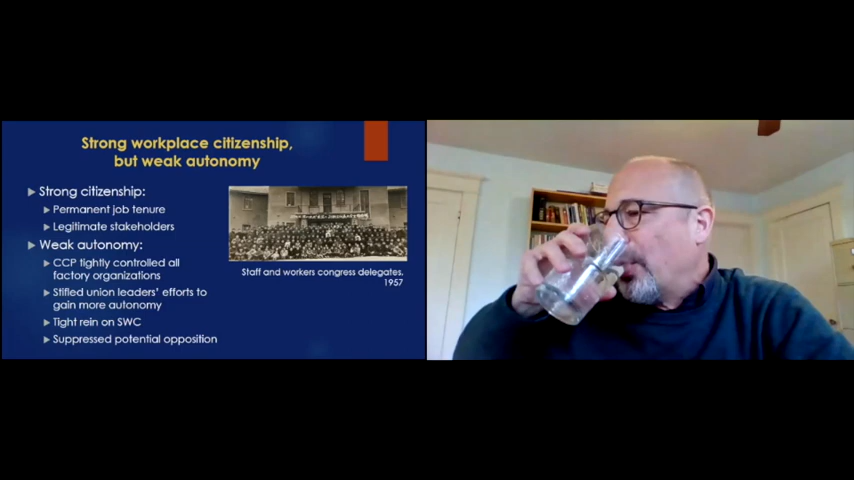 Strong workplace citizenship,
but weak autonomy
Strong citizenship:
Permanent job tenure
Legitimate stakeholders
Weak autonomy:
CCP tightly controlled all
factory organizations
Stifled union leaders' efforts to
gain more autonomy
Tight rein on SWC
Suppressed potential opposition
Staff and workers congress delegates,
1957